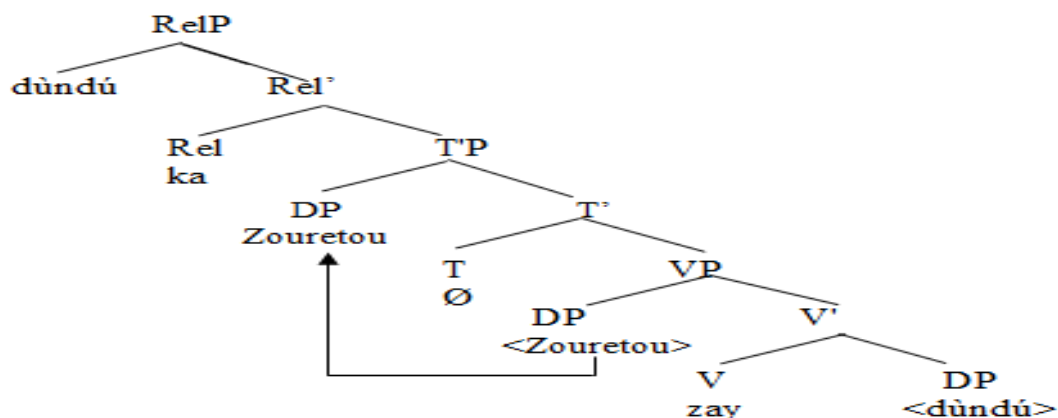 RelP
dùndú Rel’
Rel T'P
ka
DP T’
Zouretou
T VP
Ø
DP V'
<Zouretou>
V DP
zay <dùndú>